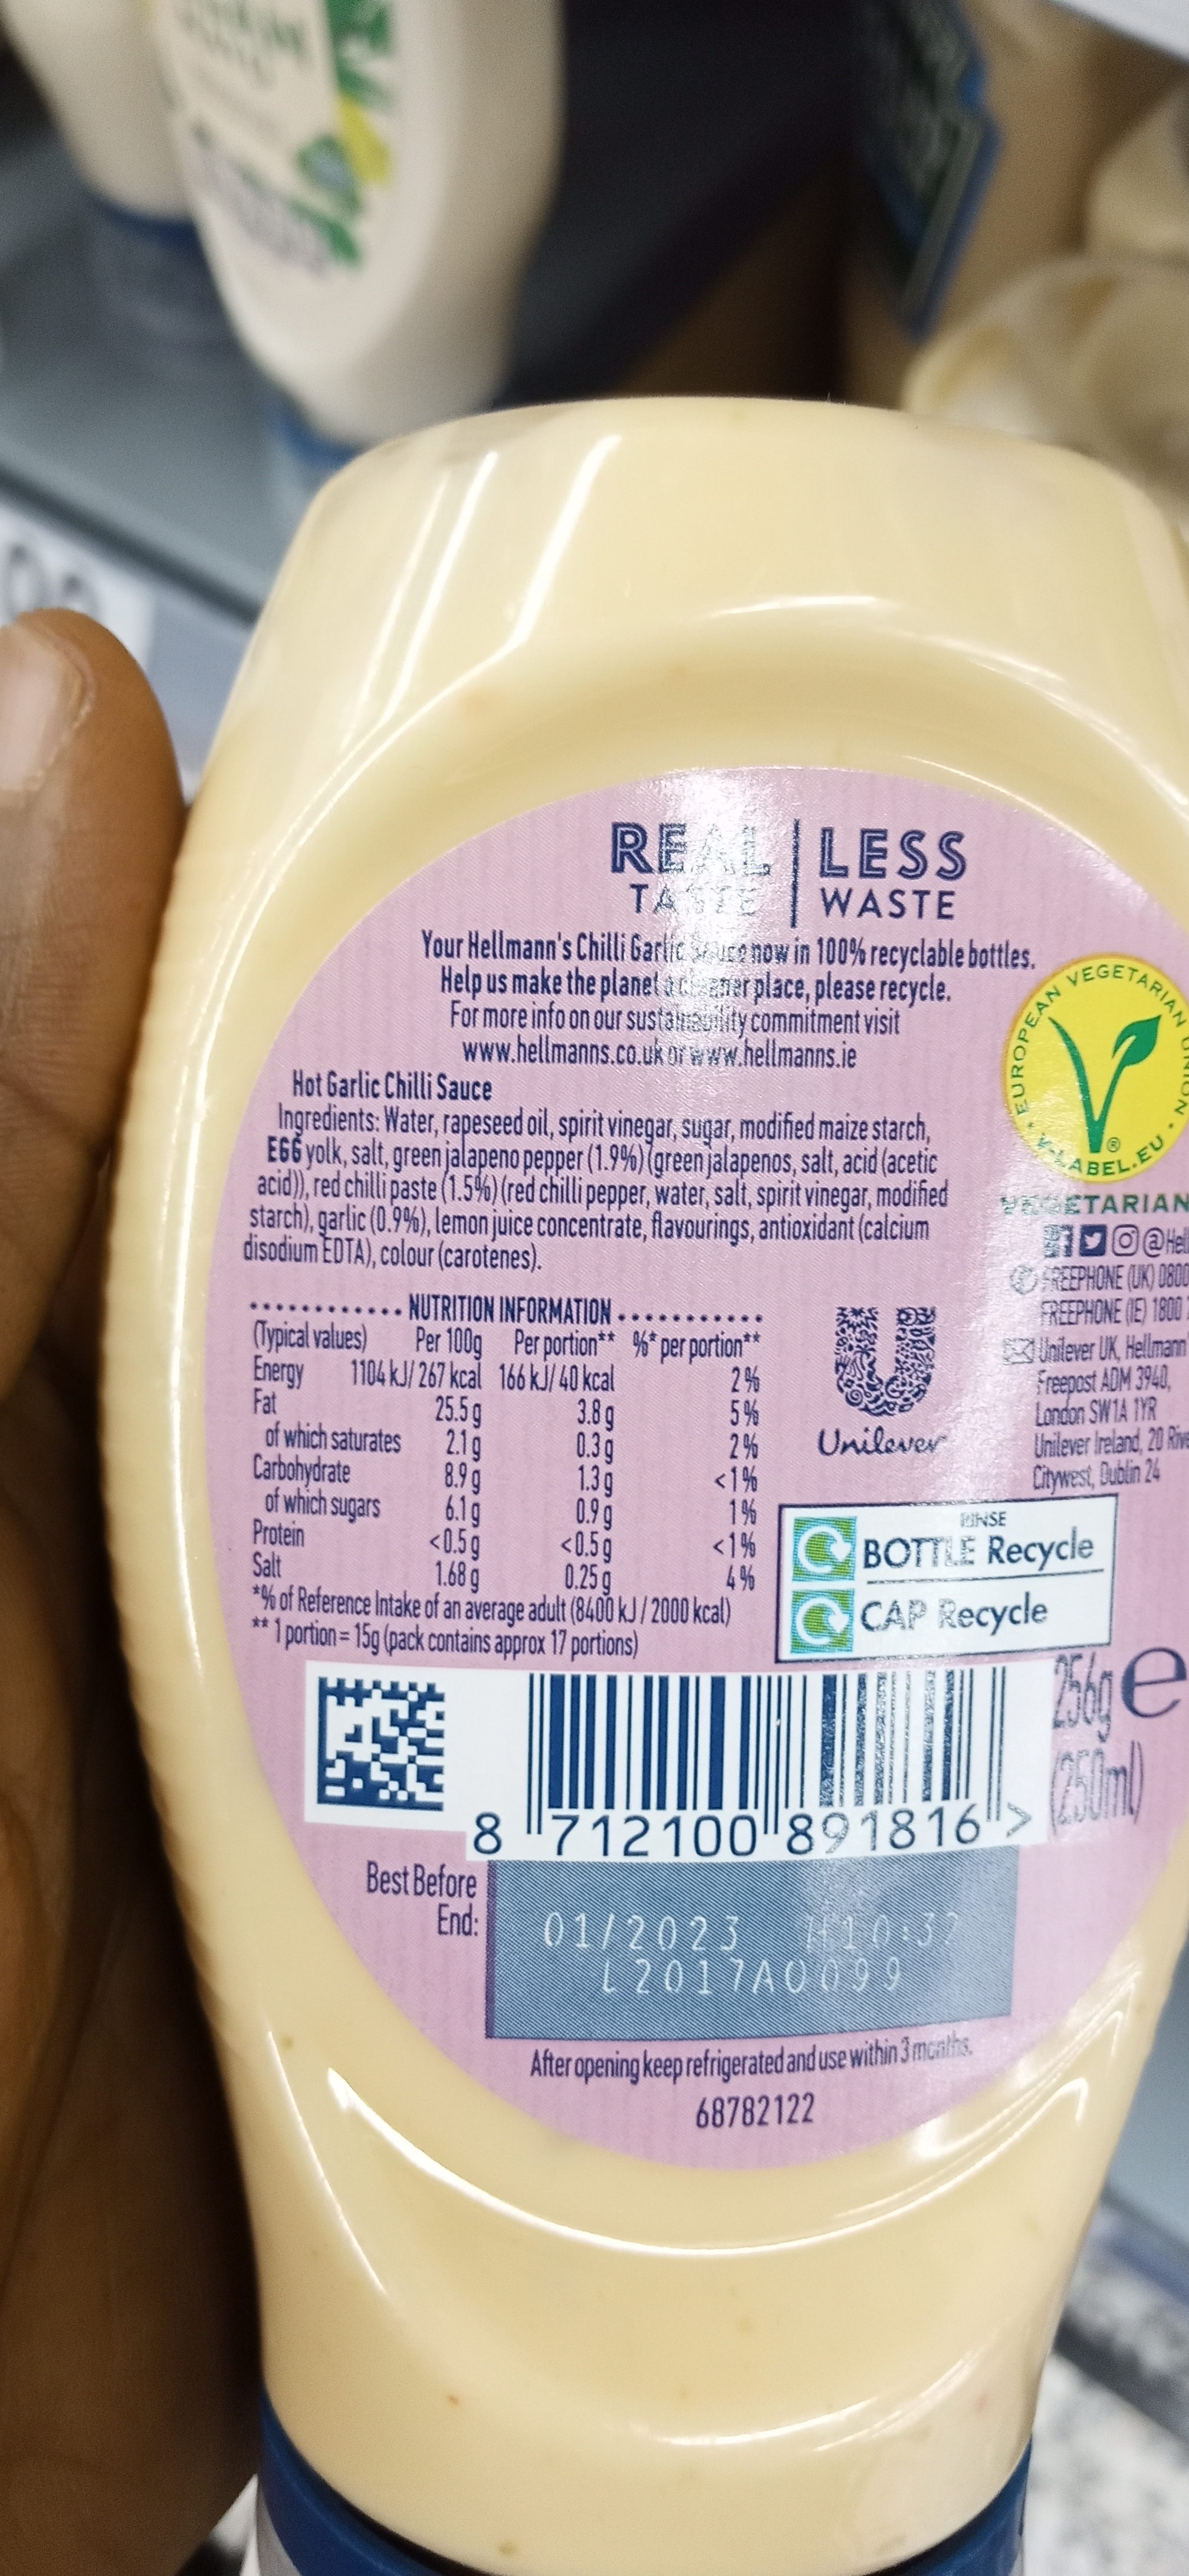 REAL | LESS
TASTE | WASTE
Your Hellmann's Chilli Garlic Sauce now in 100% recyclable bottles.
Help us make the planet a cleaner place, please recycle.
For more info on our sustainability commitment visit
www.hellmanns.co.uk or www.hellmanns.ie
Hot Garlic Chilli Sauce
Ingredients: Water, rapeseed oil, spirit vinegar, sugar, modified maize starch,
EGG yolk, salt, green jalapeno pepper (1.9%) (green jalapenos, salt, acid (acetic
acid)), red chilli paste (1.5%) (red chilli pepper, water, salt, spirit vinegar, modified
starch), garlic (0.9%), lemon juice concentrate, flavourings, antioxidant (calcium
disodium EDTA), colour (carotenes).
EUROPEAN VEGETARIAN UNION
V-LABEL.EU
®
VEGETARIAN
@Hell
FREEPHONE (UK) 0800
FREEPHONE (IE) 1800
Unilever UK, Hellmann'
Freepost ADM 3940,
London SW1A 1YR
Unilever Ireland, 20 Rive
Citywest, Dublin 24
NUTRITION INFORMATION
(Typical values) Per 100g Per portion** %* per portion**
Energy 1104 kJ/ 267 kcal 166 kJ/ 40 kcal 2%
Fat 25.5 g 3.8 g 5%
of which saturates 2.1 g 0.3 g 2%
Carbohydrate 8.9 g 1.3 g <1%
of which sugars 6.1 g 0.9 g 1%
Protein <0.5 g <0.5 g <1%
Salt 1.68 g 0.25 g 4%
*% of Reference Intake of an average adult (8400 kJ / 2000 kcal)
** 1 portion = 15g (pack contains approx 17 portions)
Unilever
RINSE
BOTTLE Recycle
CAP Recycle
256g e
(250ml)
8 712100 891816 >
Best Before
End:
01/2023 10:32
L2017A0099
After opening keep refrigerated and use within 3 months.
68782122